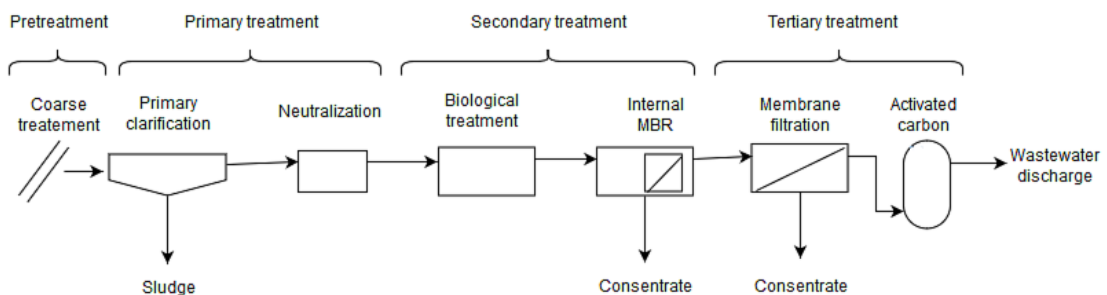 Pretreatment
Primary treatment
Secondary treatment
Tertiary treatment
Coarse
treatement
Primary
clarification
Neutralization
Biological
treatment
Internal
MBR
Membrane
filtration
Activated
carbon
Wastewater
discharge
Sludge
Consentrate
Consentrate